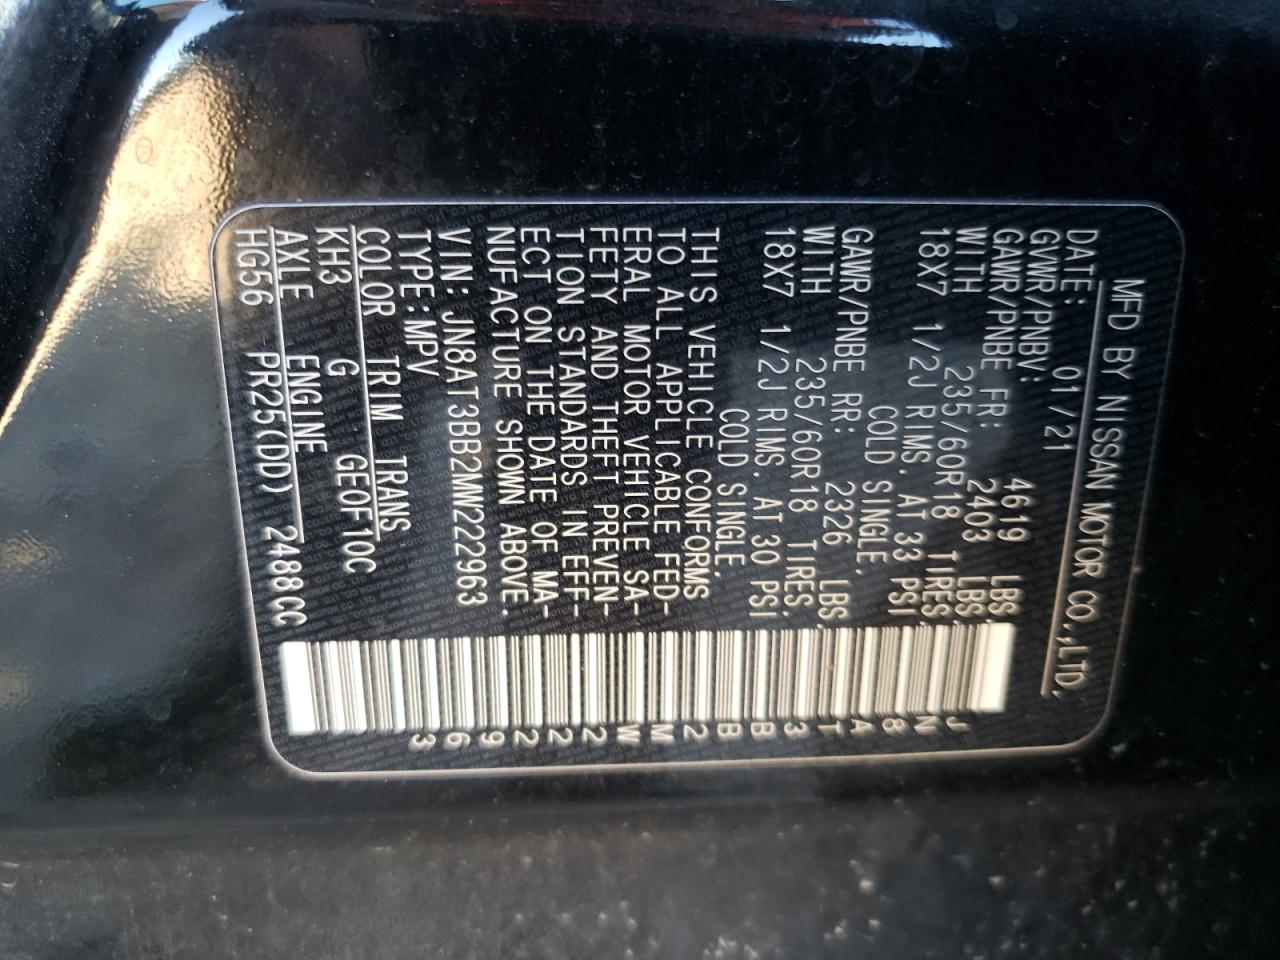 MFD BY NISSAN MOTOR CO.,LTD.
DATE: 01/21
GVWR/PNBV: 4619 LBS.
GAWR/PNBE FR: 2403 LBS.
WITH 235/60R18 TIRES.
18X7 1/2J RIMS. AT 33 PSI
COLD SINGLE.
GAWR/PNBE RR: 2326 LBS.
WITH 235/60R18 TIRES.
18X7 1/2J RIMS. AT 30 PSI
COLD SINGLE.
THIS VEHICLE CONFORMS
TO ALL APPLICABLE FED-
ERAL MOTOR VEHICLE SA-
FETY AND THEFT PREVEN-
TION STANDARDS IN EFF-
ECT ON THE DATE OF MA-
NUFACTURE SHOWN ABOVE.
VIN: JN8AT3BB2MW222963
TYPE:MPV
COLOR TRIM TRANS
KH3 G GE0F10C
AXLE ENGINE
HG56 PR25(DD) 2488CC
JN8AT3BB2MW222963